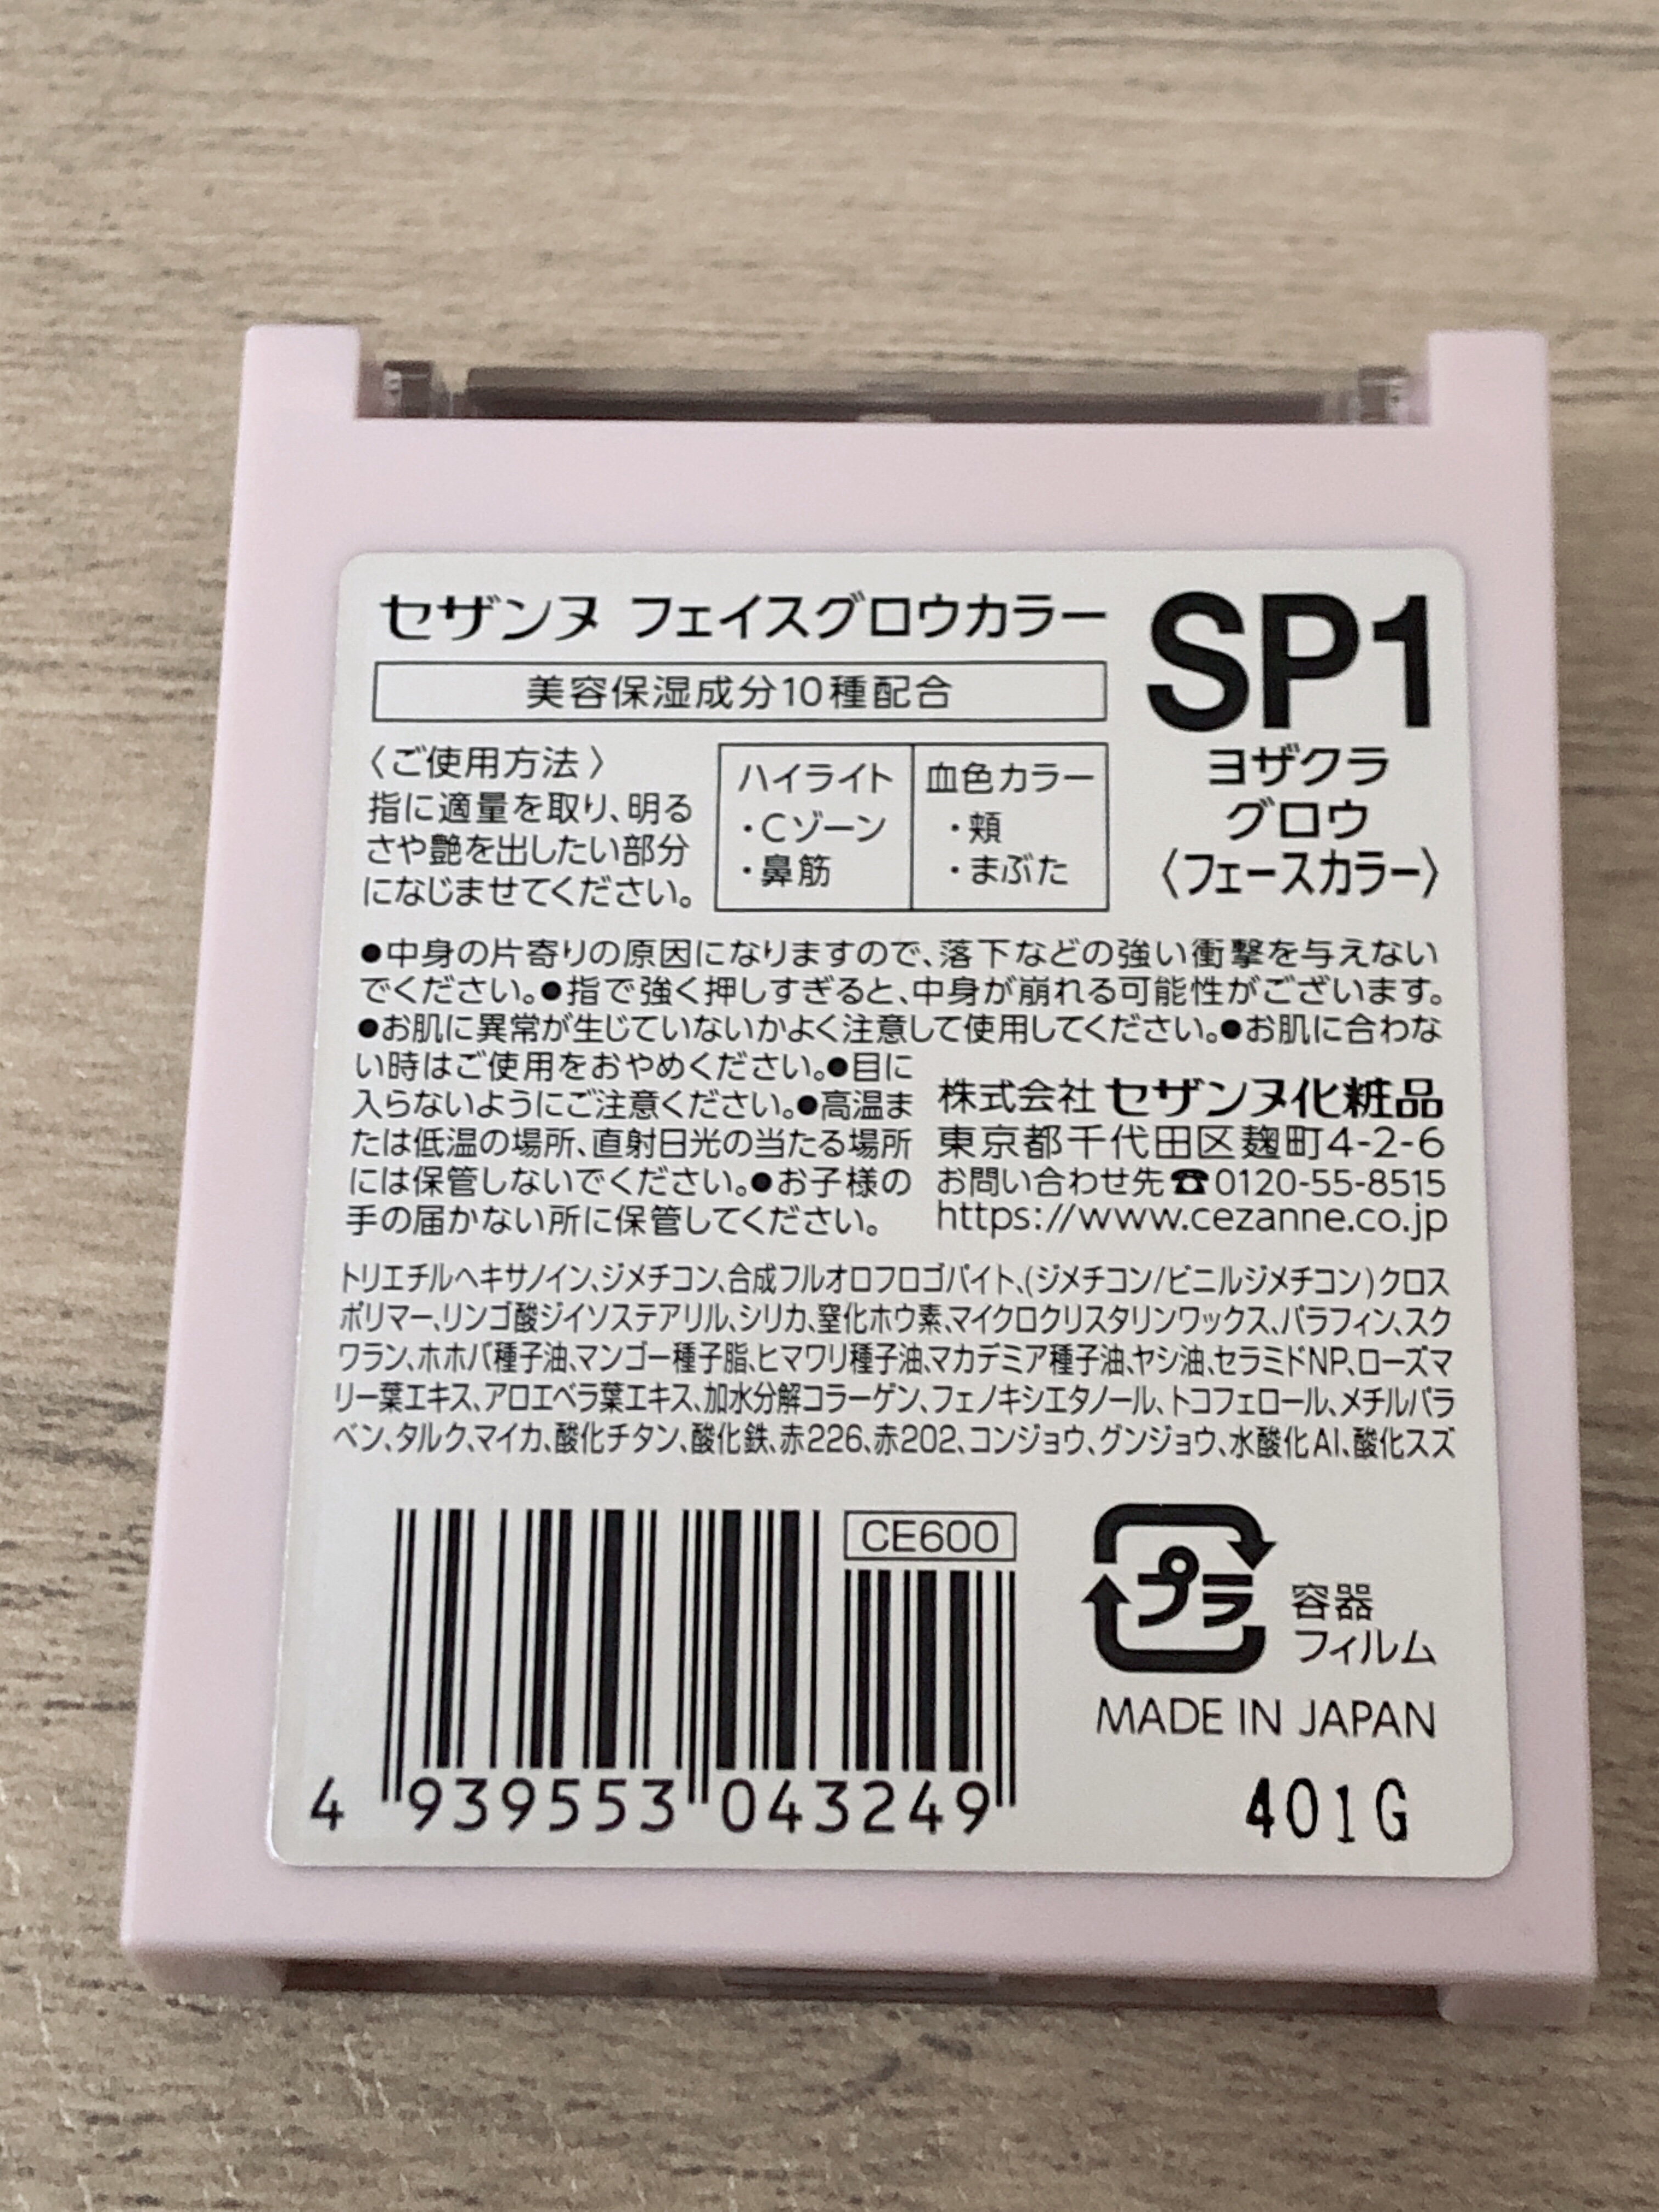 セザンヌ フェイスグロウカラー
SP1
美容保湿成分10種配合
ヨザクラ
グロウ
〈フェースカラー〉
〈ご使用方法〉
指に適量を取り、明る
さや艶を出したい部分
になじませてください。
ハイライト
・Cゾーン
・鼻筋
血色カラー
・頬
・まぶた
●中身の片寄りの原因になりますので、落下などの強い衝撃を与えない
でください。●指で強く押しすぎると、中身が崩れる可能性がございます。
●お肌に異常が生じていないかよく注意して使用してください。●お肌に合わな
い時はご使用をおやめください。●目に
入らないようにご注意ください。●高温ま
たは低温の場所、直射日光の当たる場所
には保管しないでください。●お子様の
手の届かない所に保管してください。
株式会社 セザンヌ化粧品
東京都千代田区麹町4-2-6
お問い合わせ先☎0120-55-8515
https://www.cezanne.co.jp
トリエチルヘキサノイン、ジメチコン、合成フルオロフロゴパイト、(ジメチコン/ビニルジメチコン)クロス
ポリマー、リンゴ酸ジイソステアリル、シリカ、窒化ホウ素、マイクロクリスタリンワックス、パラフィン、スク
ワラン、ホホバ種子油、マンゴー種子脂、ヒマワリ種子油、マカデミア種子油、ヤシ油、セラミドNP、ローズマ
リー葉エキス、アロエベラ葉エキス、加水分解コラーゲン、フェノキシエタノール、トコフェロール、メチルパラ
ベン、タルク、マイカ、酸化チタン、酸化鉄、赤226、赤202、コンジョウ、グンジョウ、水酸化Al、酸化スズ
CE600
プラ
容器
フィルム
MADE IN JAPAN
4 939553 043249
401G